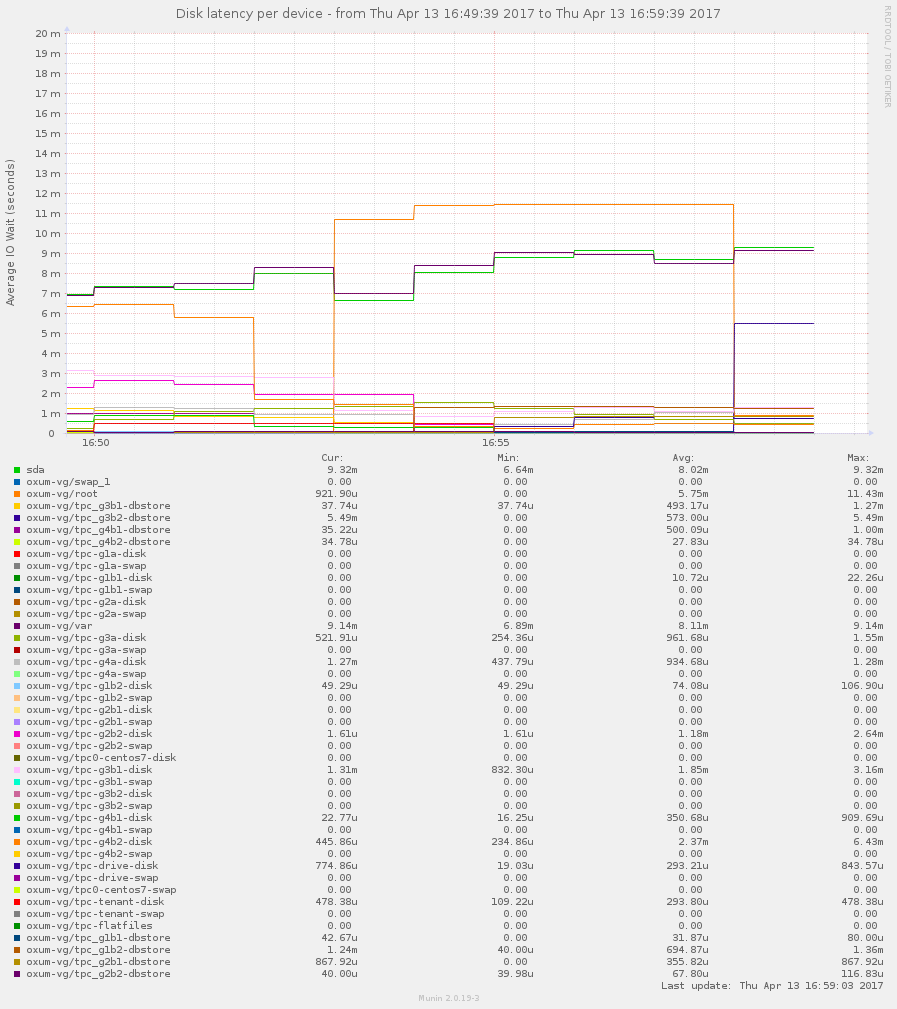 Disk latency per device - from Thu Apr 13 16:49:39 2017 to Thu Apr 13 16:59:39 2017
RRDTOOL / TOBI OETIKER
Average IO Wait (seconds)
20 m
19 m
18 m
17 m
16 m
15 m
14 m
13 m
12 m
11 m
10 m
9 m
8 m
7 m
6 m
5 m
4 m
3 m
2 m
1 m
0
16:50 16:55
Cur: Min: Avg: Max:
sda 9.32m 6.64m 8.02m 9.32m
oxum-vg/swap_1 0.00 0.00 0.00 0.00
oxum-vg/root 921.90u 0.00 5.75m 11.43m
oxum-vg/tpc_g3b1-dbstore 37.74u 37.74u 493.17u 1.27m
oxum-vg/tpc_g3b2-dbstore 5.49m 0.00 573.00u 5.49m
oxum-vg/tpc_g4b1-dbstore 35.22u 0.00 500.09u 1.00m
oxum-vg/tpc_g4b2-dbstore 34.78u 0.00 27.83u 34.78u
oxum-vg/tpc-g1a-disk 0.00 0.00 0.00 0.00
oxum-vg/tpc-g1a-swap 0.00 0.00 0.00 0.00
oxum-vg/tpc-g1b1-disk 0.00 0.00 10.72u 22.26u
oxum-vg/tpc-g1b1-swap 0.00 0.00 0.00 0.00
oxum-vg/tpc-g2a-disk 0.00 0.00 0.00 0.00
oxum-vg/tpc-g2a-swap 0.00 0.00 0.00 0.00
oxum-vg/var 9.14m 6.89m 8.11m 9.14m
oxum-vg/tpc-g3a-disk 521.91u 254.36u 961.68u 1.55m
oxum-vg/tpc-g3a-swap 0.00 0.00 0.00 0.00
oxum-vg/tpc-g4a-disk 1.27m 437.79u 934.68u 1.28m
oxum-vg/tpc-g4a-swap 0.00 0.00 0.00 0.00
oxum-vg/tpc-g1b2-disk 49.29u 49.29u 74.08u 106.90u
oxum-vg/tpc-g1b2-swap 0.00 0.00 0.00 0.00
oxum-vg/tpc-g2b1-disk 0.00 0.00 0.00 0.00
oxum-vg/tpc-g2b1-swap 0.00 0.00 0.00 0.00
oxum-vg/tpc-g2b2-disk 1.61u 1.61u 1.18m 2.64m
oxum-vg/tpc-g2b2-swap 0.00 0.00 0.00 0.00
oxum-vg/tpc0-centos7-disk 0.00 0.00 0.00 0.00
oxum-vg/tpc-g3b1-disk 1.31m 832.30u 1.85m 3.16m
oxum-vg/tpc-g3b1-swap 0.00 0.00 0.00 0.00
oxum-vg/tpc-g3b2-disk 0.00 0.00 0.00 0.00
oxum-vg/tpc-g3b2-swap 0.00 0.00 0.00 0.00
oxum-vg/tpc-g4b1-disk 22.77u 16.25u 350.68u 909.69u
oxum-vg/tpc-g4b1-swap 0.00 0.00 0.00 0.00
oxum-vg/tpc-g4b2-disk 445.86u 234.86u 2.37m 6.43m
oxum-vg/tpc-g4b2-swap 0.00 0.00 0.00 0.00
oxum-vg/tpc-drive-disk 774.86u 19.03u 293.21u 843.57u
oxum-vg/tpc-drive-swap 0.00 0.00 0.00 0.00
oxum-vg/tpc0-centos7-swap 0.00 0.00 0.00 0.00
oxum-vg/tpc-tenant-disk 478.38u 109.22u 293.80u 478.38u
oxum-vg/tpc-tenant-swap 0.00 0.00 0.00 0.00
oxum-vg/tpc-flatfiles 0.00 0.00 0.00 0.00
oxum-vg/tpc_g1b1-dbstore 42.67u 0.00 31.87u 80.00u
oxum-vg/tpc_g1b2-dbstore 1.24m 40.00u 694.87u 1.36m
oxum-vg/tpc_g2b1-dbstore 867.92u 0.00 355.82u 867.92u
oxum-vg/tpc_g2b2-dbstore 40.00u 39.98u 67.80u 116.83u
Last update: Thu Apr 13 16:59:03 2017
Munin 2.0.19-3